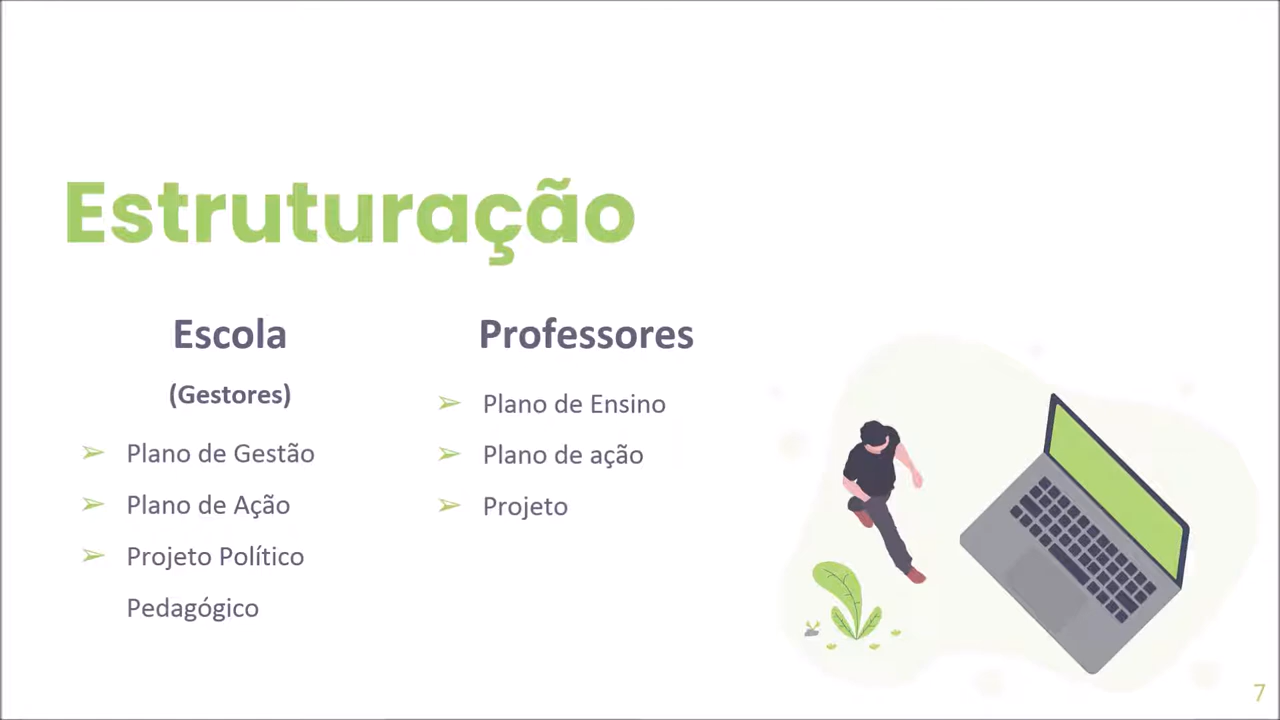 Estruturação
Escola
(Gestores)
➢ Plano de Gestão
➢ Plano de Ação
➢ Projeto Político
Pedagógico
Professores
➢ Plano de Ensino
➢ Plano de ação
➢ Projeto
7